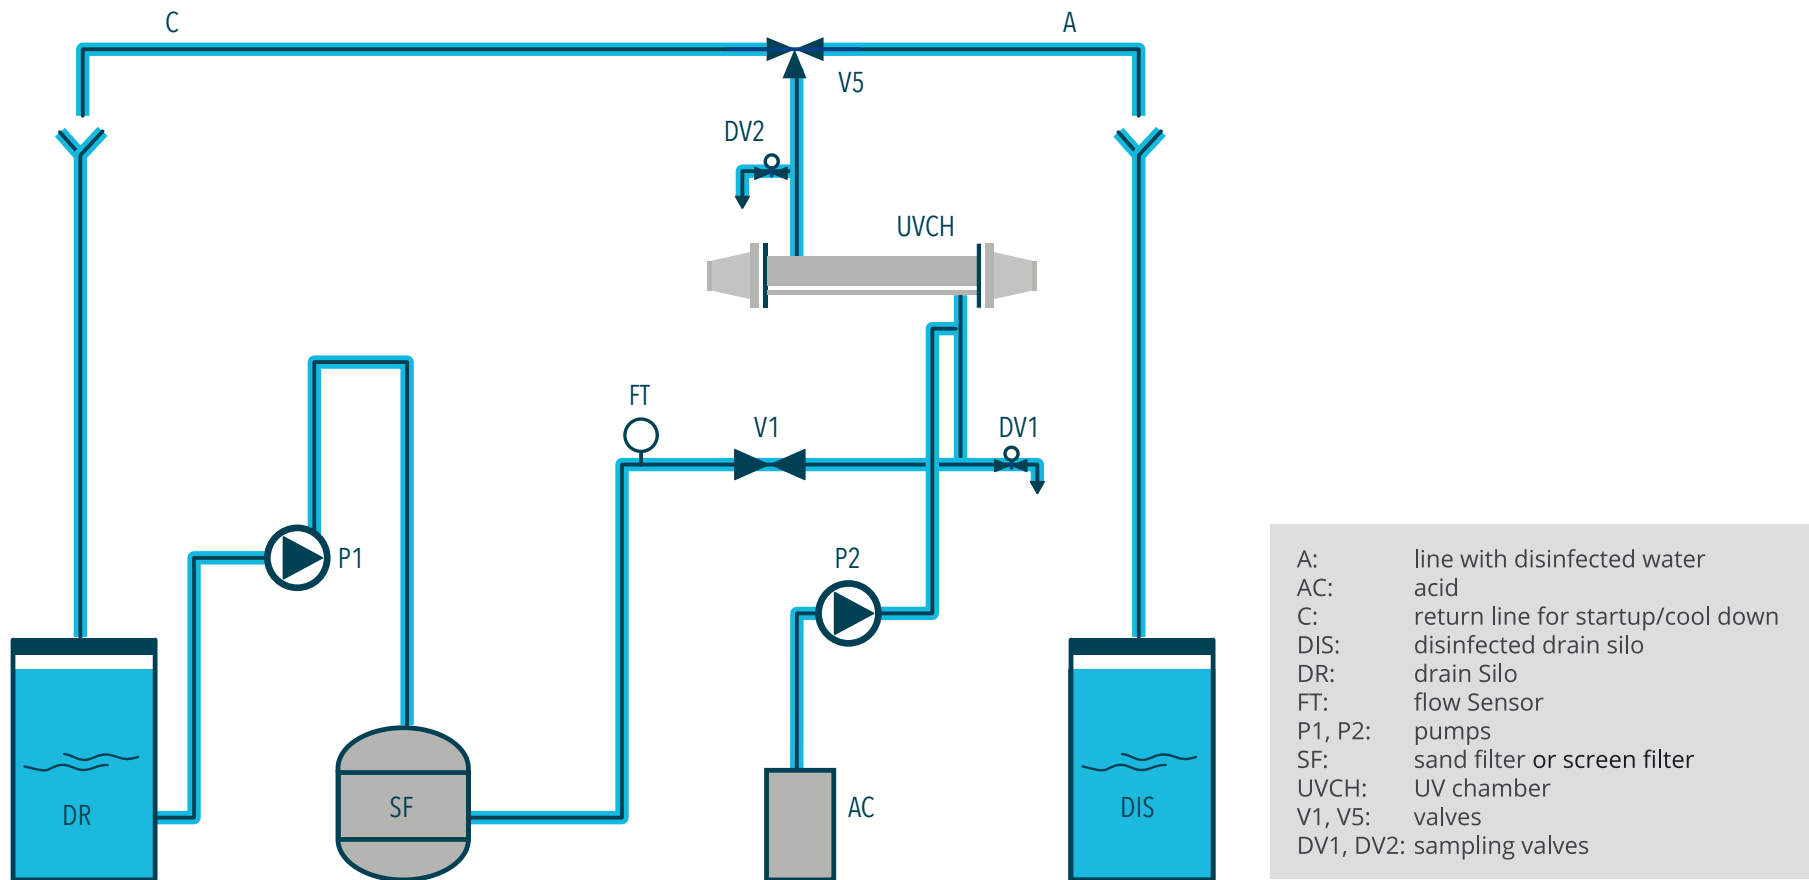 C
A
V5
DV2
UVCH
FT
V1
DV1
P1
P2
DR
SF
AC
DIS
A: line with disinfected water
AC: acid
C: return line for startup/cool down
DIS: disinfected drain silo
DR: drain Silo
FT: flow Sensor
P1, P2: pumps
SF: sand filter or screen filter
UVCH: UV chamber
V1, V5: valves
DV1, DV2: sampling valves